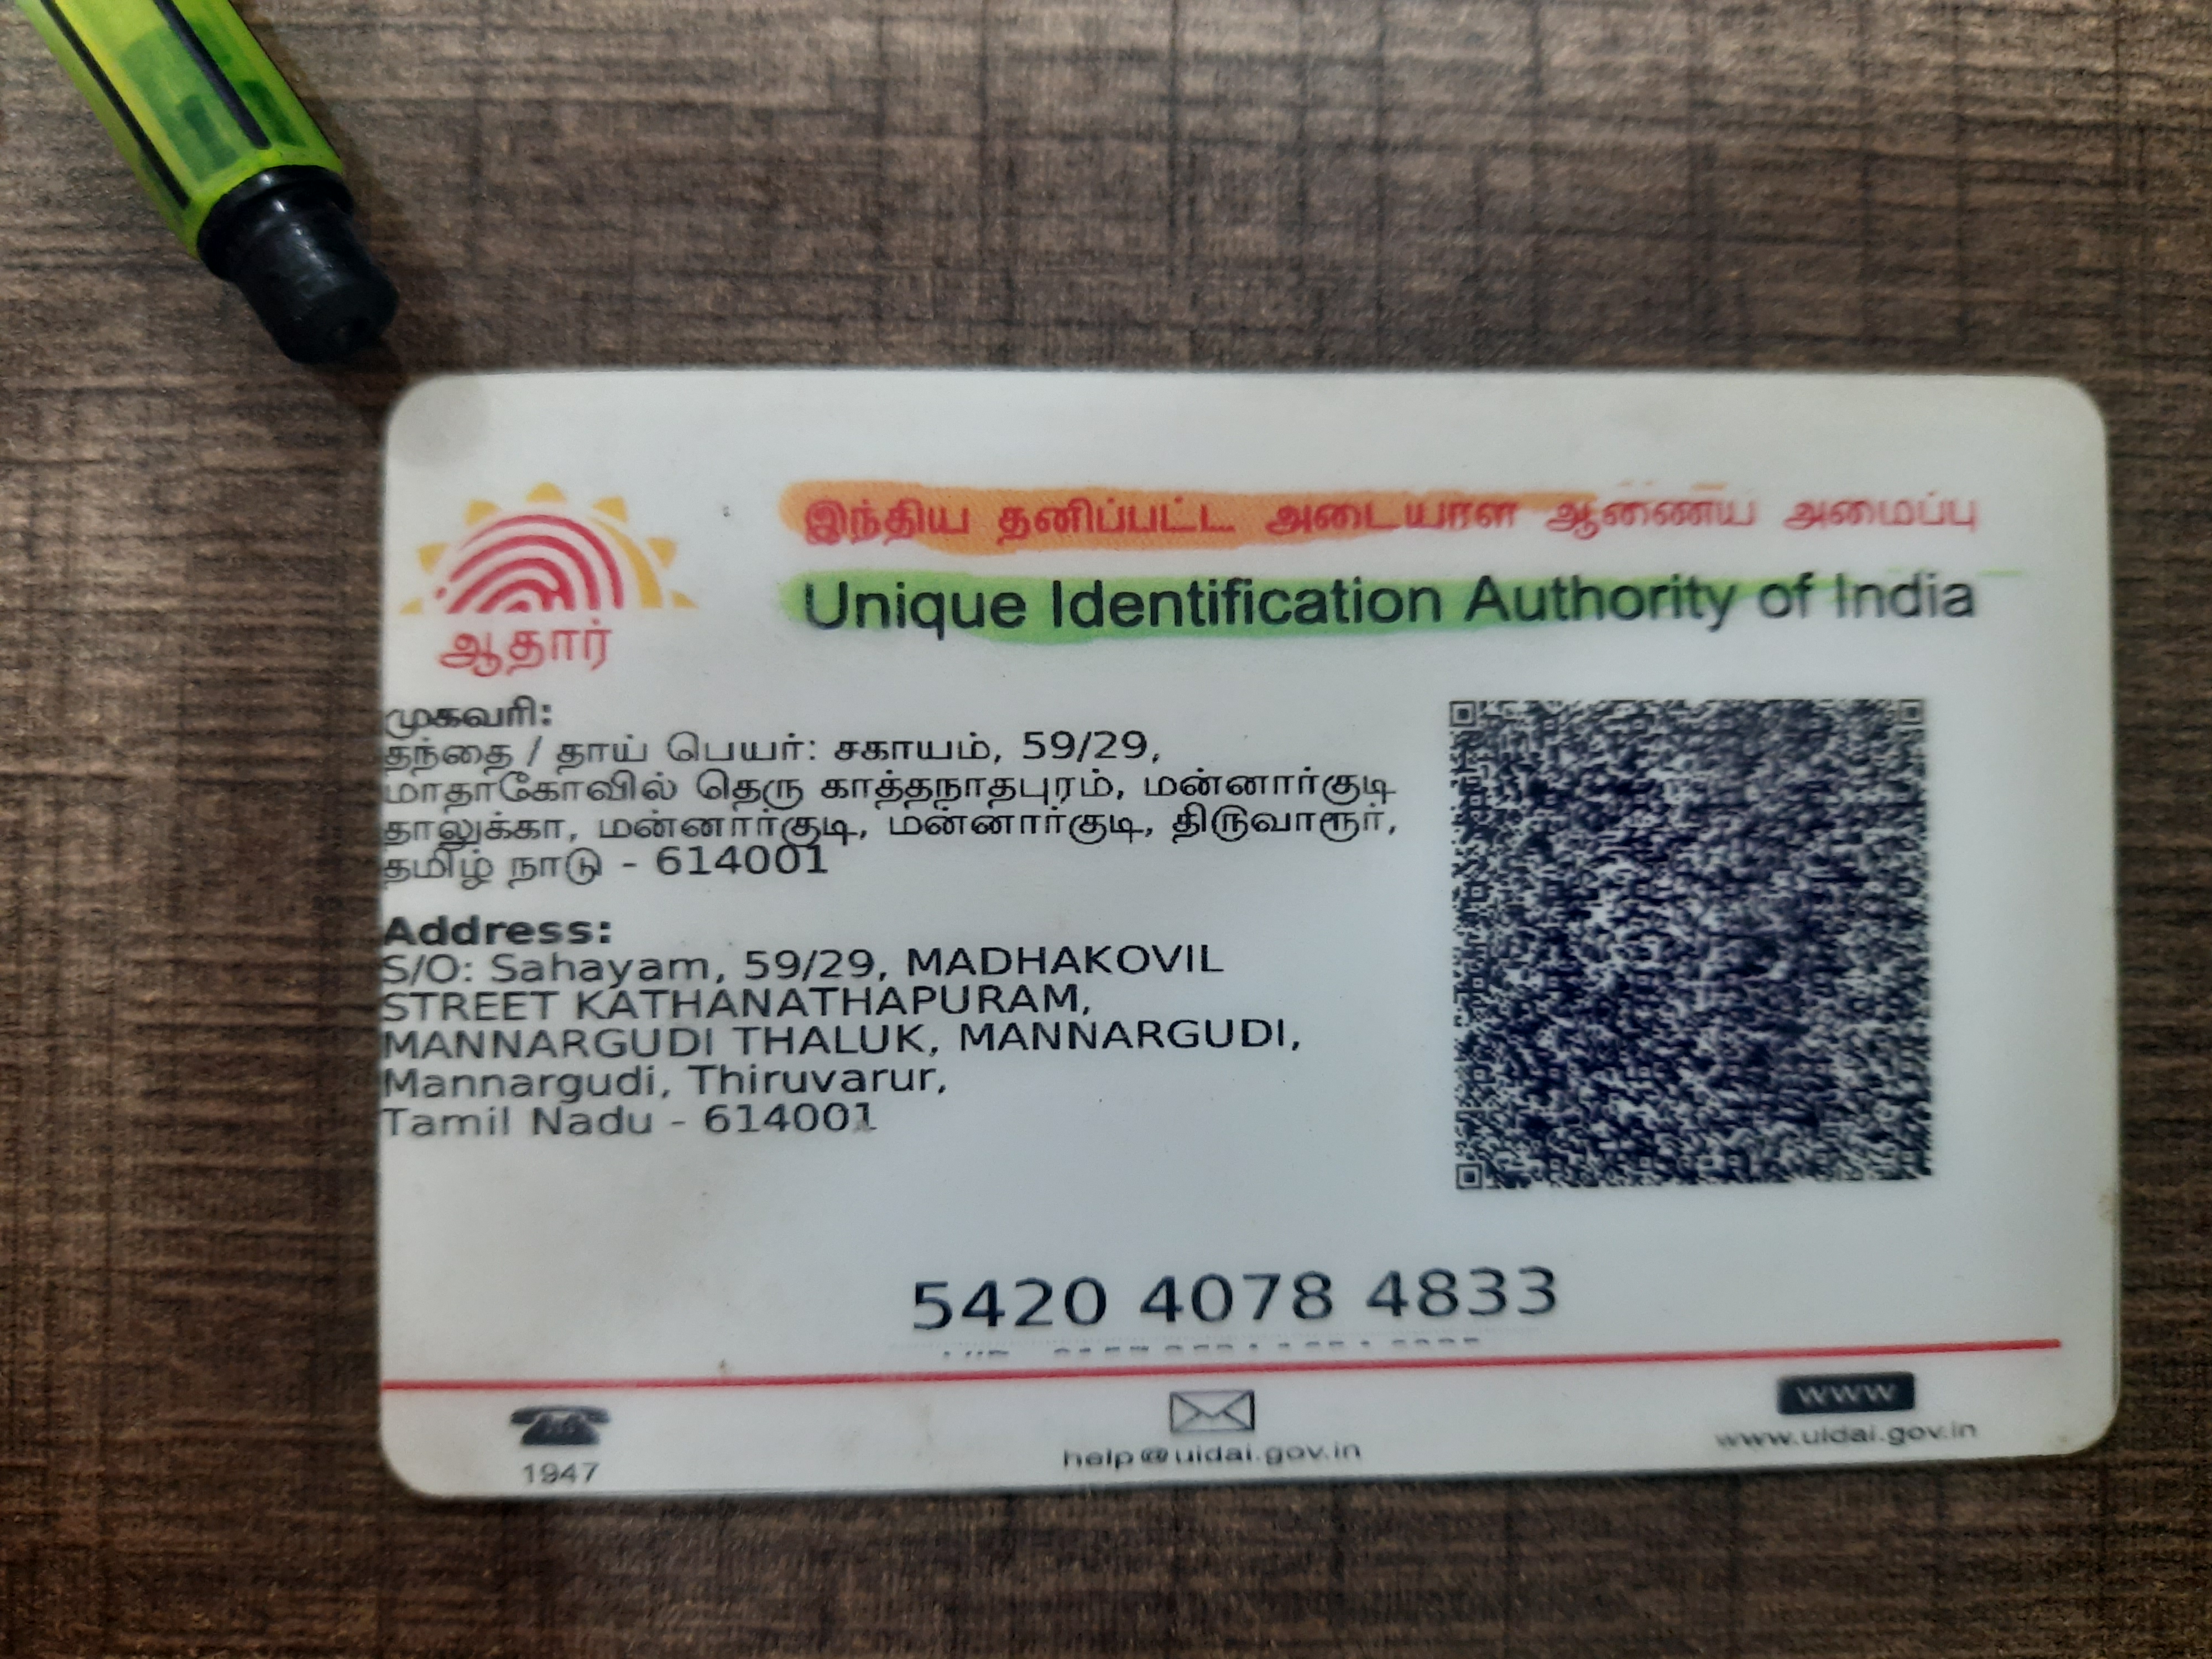 இந்திய தனிப்பட்ட அடையாள ஆணைய அமைப்பு
Unique Identification Authority of India
ஆதார்
முகவரி:
தந்தை / தாய் பெயர்: சகாயம், 59/29,
மாதாகோவில் தெரு காத்தநாதபுரம், மன்னார்குடி
தாலுக்கா, மன்னார்குடி, மன்னார்குடி, திருவாரூர்,
தமிழ் நாடு - 614001
Address:
S/O: Sahayam, 59/29, MADHAKOVIL
STREET KATHANATHAPURAM,
MANNARGUDI THALUK, MANNARGUDI,
Mannargudi, Thiruvarur,
Tamil Nadu - 614001
5420 4078 4833
1947
help@uidai.gov.in
www
www.uidai.gov.in